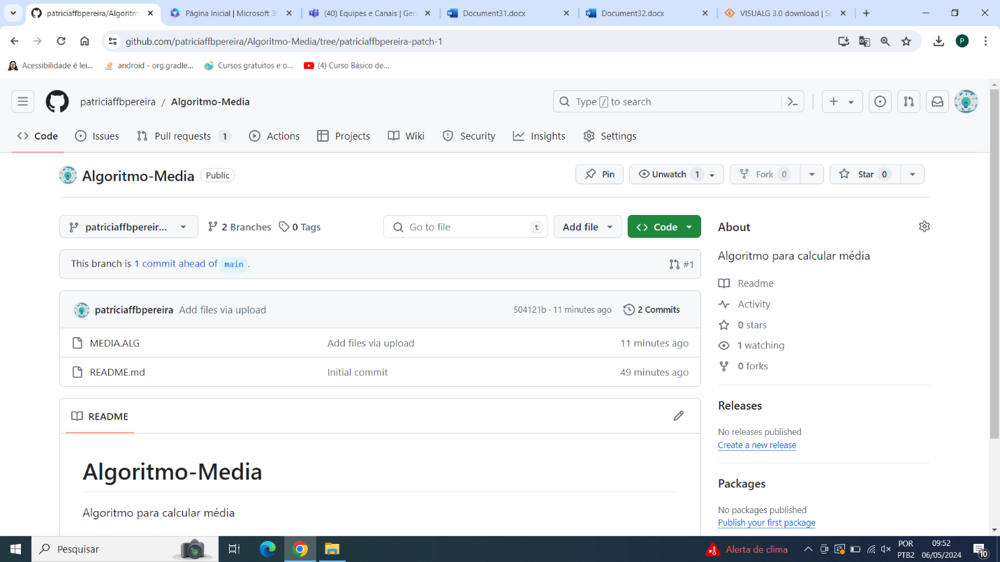 patriciaffbpereira/Algoritm
Página Inicial | Microsoft 36
(40) Equipes e Canais | Ger
Document31.docx
Document32.docx
VISUALG 3.0 download | So
github.com/patriciaffbpereira/Algoritmo-Media/tree/patriciaffbpereira-patch-1
P
Acessibilidade é lei...
android - org.gradle...
Cursos gratuitos e o...
(4) Curso Básico de...
patriciaffbpereira / Algoritmo-Media
Type / to search
Code
Issues
Pull requests 1
Actions
Projects
Wiki
Security
Insights
Settings
Algoritmo-Media Public
Pin
Unwatch 1
Fork 0
Star 0
patriciaffbpereir...
2 Branches
0 Tags
Go to file t
Add file
Code
This branch is 1 commit ahead of main.
#1
patriciaffbpereira Add files via upload
504121b · 11 minutes ago
2 Commits
MEDIA.ALG Add files via upload 11 minutes ago
README.md Initial commit 49 minutes ago
README
Algoritmo-Media
Algoritmo para calcular média
About
Algoritmo para calcular média
Readme
Activity
0 stars
1 watching
0 forks
Releases
No releases published
Create a new release
Packages
No packages published
Publish your first package
Pesquisar
Alerta de clima
POR
PTB2
09:52
06/05/2024
10